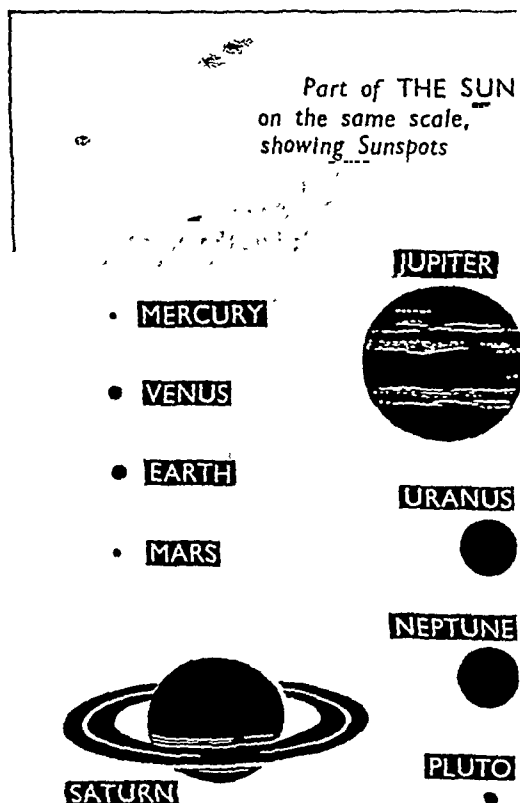 Part of THE SUN
on the same scale,
showing Sunspots
JUPITER
MERCURY
VENUS
EARTH
URANUS
MARS
NEPTUNE
PLUTO
SATURN